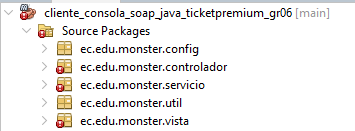 cliente_consola_soap_java_ticketpremium_gr06 [main]
Source Packages
ec.edu.monster.config
ec.edu.monster.controlador
ec.edu.monster.servicio
ec.edu.monster.util
ec.edu.monster.vista